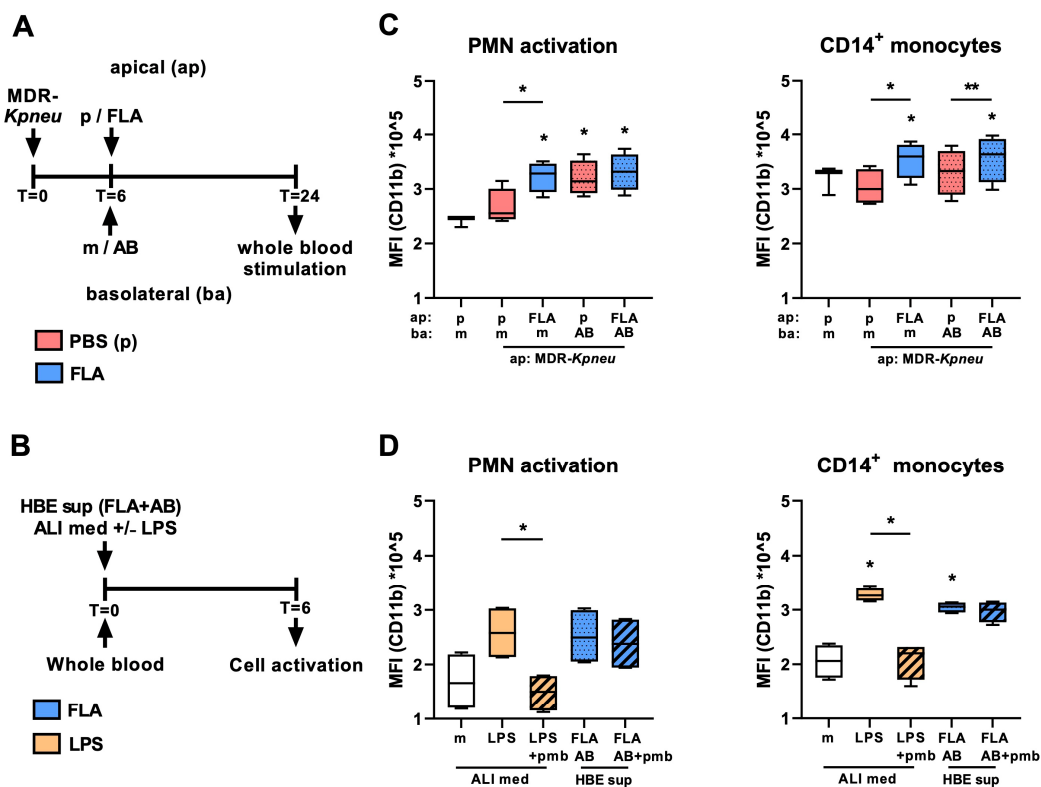 A
apical (ap)
MDR-
Kpneu
p / FLA
T=0
T=6
T=24
m / AB
whole blood
stimulation
basolateral (ba)
PBS (p)
FLA
B
HBE sup (FLA+AB)
ALI med +/- LPS
T=0
T=6
Whole blood
Cell activation
FLA
LPS
C
PMN activation
MFI (CD11b) *10^5
5
4
3
2
1
*
* * *
ap: p p FLA p FLA
ba: m m m AB AB
ap: MDR-Kpneu
CD14+ monocytes
MFI (CD11b) *10^5
5
4
3
2
1
* **
* *
ap: p p FLA p FLA
ba: m m m AB AB
ap: MDR-Kpneu
D
PMN activation
MFI (CD11b) *10^5
5
4
3
2
1
*
m LPS LPS FLA FLA
+pmb AB AB+pmb
ALI med HBE sup
CD14+ monocytes
MFI (CD11b) *10^5
5
4
3
2
1
*
* *
m LPS LPS FLA FLA
+pmb AB AB+pmb
ALI med HBE sup